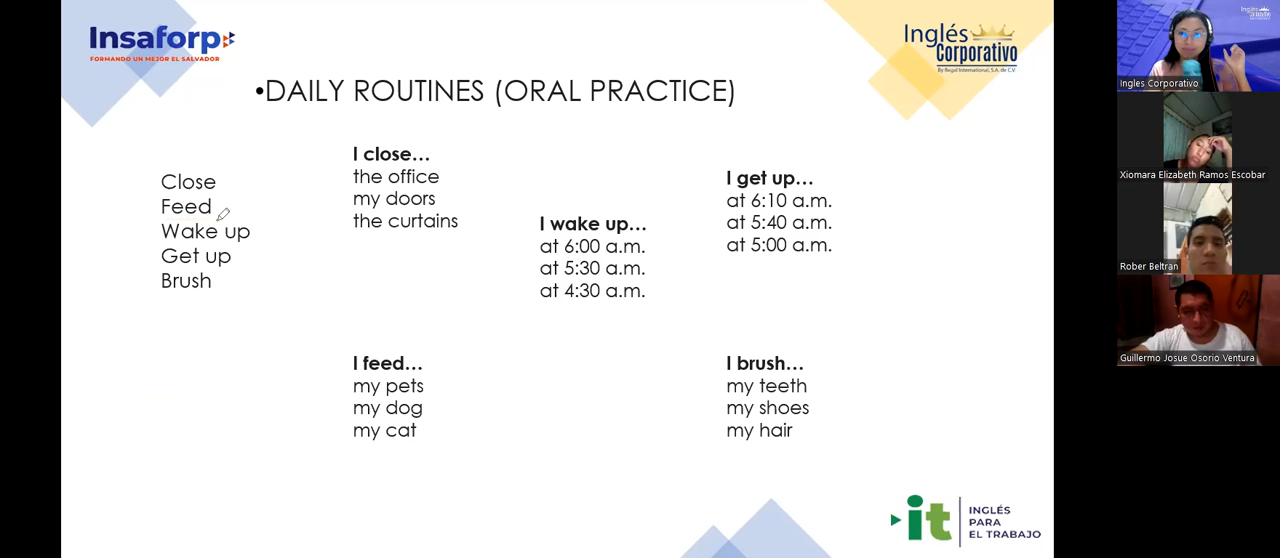 Insaforp
FORMANDO UN MEJOR EL SALVADOR
Inglés
Corporativo
By Regal International, S.A. de C.V.
•DAILY ROUTINES (ORAL PRACTICE)
Close
Feed
Wake up
Get up
Brush
I close...
the office
my doors
the curtains
I wake up...
at 6:00 a.m.
at 5:30 a.m.
at 4:30 a.m.
I get up...
at 6:10 a.m.
at 5:40 a.m.
at 5:00 a.m.
I feed...
my pets
my dog
my cat
I brush...
my teeth
my shoes
my hair
it
INGLÉS
PARA
EL TRABAJO
Ingles Corporativo
Xiomara Elizabeth Ramos Escobar
Rober Beltran
Guillermo Josue Osorio Ventura